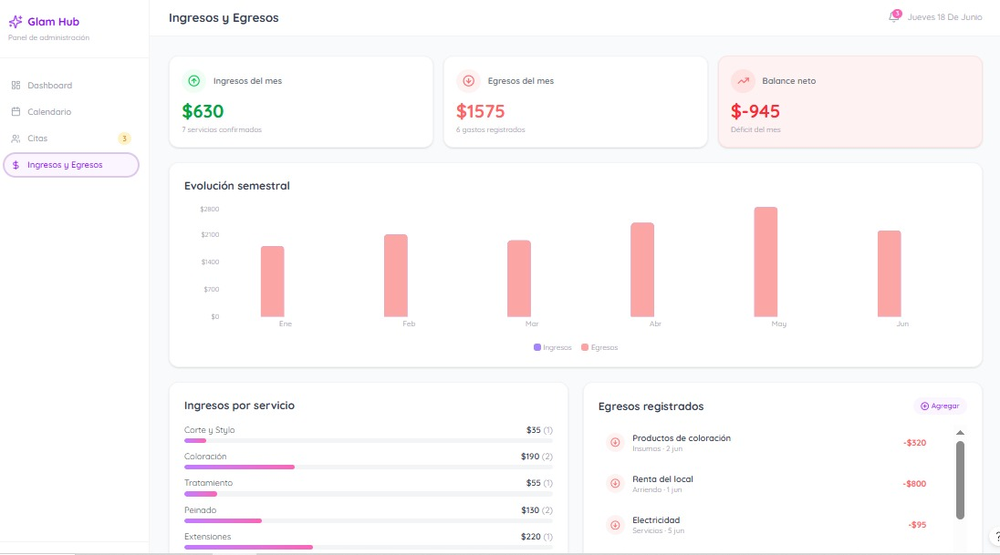 Glam Hub
Panel de administración
Dashboard
Calendario
Citas 3
Ingresos y Egresos
Ingresos y Egresos
3 Jueves 18 De Junio
Ingresos del mes
$630
7 servicios confirmados
Egresos del mes
$1575
6 gastos registrados
Balance neto
$-945
Déficit del mes
Evolución semestral
$2800
$2100
$1400
$700
$0
Ene Feb Mar Abr May Jun
Ingresos Egresos
Ingresos por servicio
Corte y Stylo $35 (1)
Coloración $190 (2)
Tratamiento $55 (1)
Peinado $130 (2)
Extensiones $220 (1)
Egresos registrados
Agregar
Productos de coloración
Insumos · 2 jun
-$320
Renta del local
Arriendo · 1 jun
-$800
Electricidad
Servicios · 5 jun
-$95
?